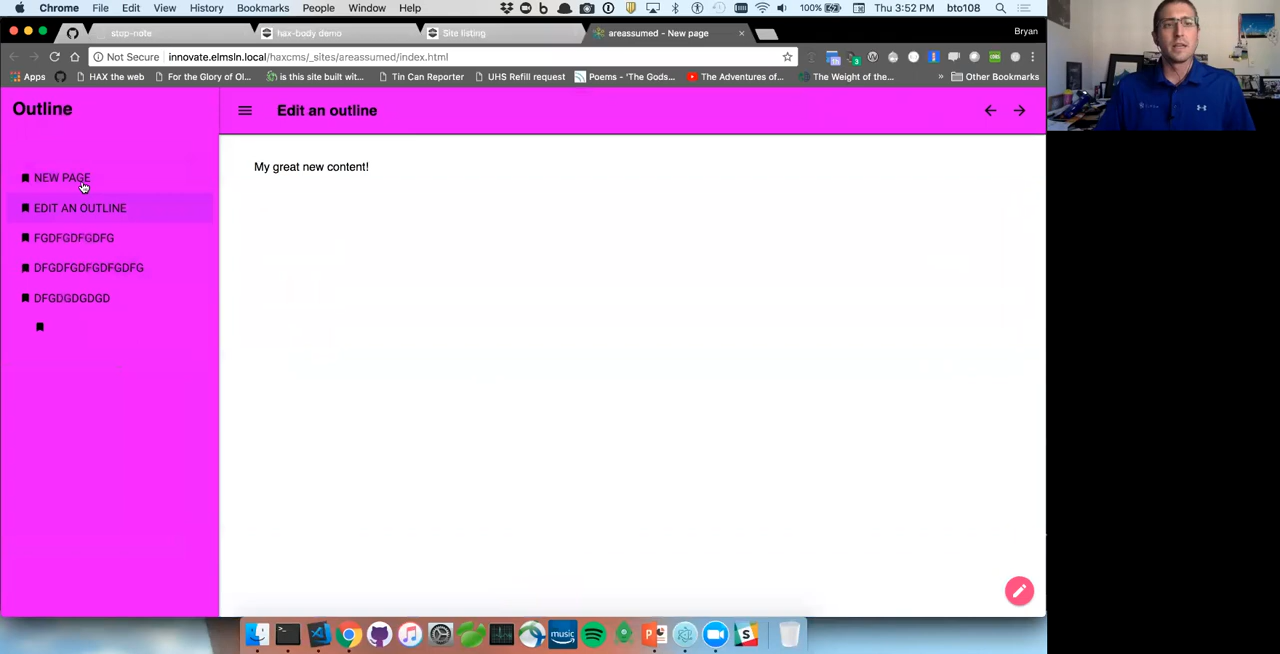 Chrome File Edit View History Bookmarks People Window Help 100% Thu 3:52 PM bto108
stop-note hax-body demo Site listing areassumed - New page Bryan
Not Secure innovate.elmsln.local/haxcms/_sites/areassumed/index.html
Apps HAX the web For the Glory of Ol... is this site built wit... Tin Can Reporter UHS Refill request Poems - 'The Gods... The Adventures of... The Weight of the... » Other Bookmarks
Outline
Edit an outline
My great new content!
NEW PAGE
EDIT AN OUTLINE
FGDFGDFGDFG
DFGDFGDFGDFGDFG
DFGDGDGDGD
music